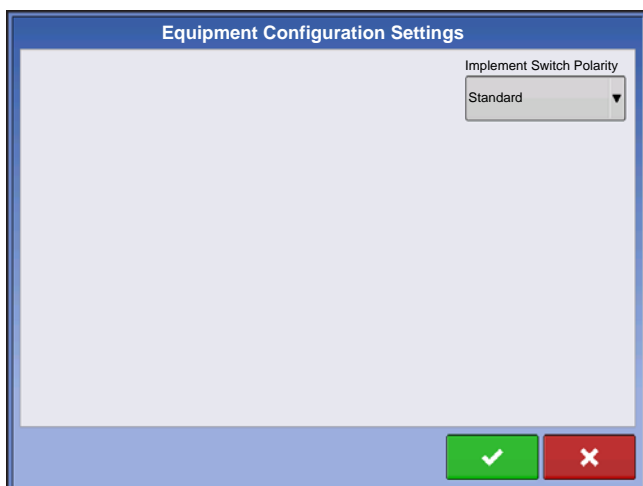 Equipment Configuration Settings
Implement Switch Polarity
Standard